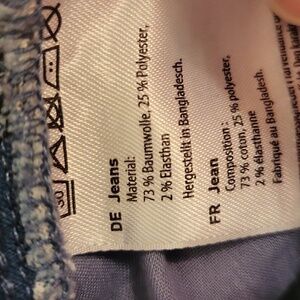 DE Jeans
Material:
73 % Baumwolle, 25 % Polyester,
2 % Elasthan
Hergestellt in Bangladesch.
FR Jean
Composition :
73 % coton, 25 % polyester,
2 % élasthanne
Fabriqué au Bangladesh.